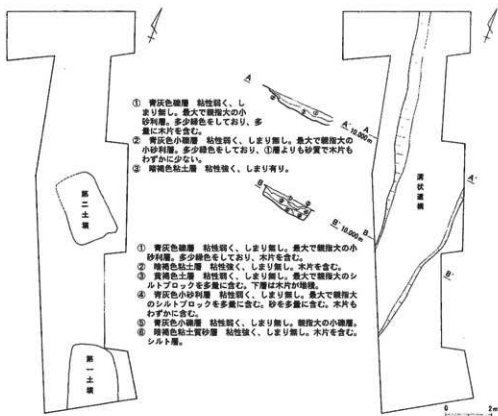 A
① 青灰色礫層　粘性弱く、し
まり無し。最大で親指大の小
砂利層。多少緑色をしており、多
量に木片を含む。
② 青灰色小礫層　粘性弱く、しまり無し。最大で親指大の
小砂利層。多少緑色をしており、①層よりも砂質で木片も
わずかに少ない。
③ 暗褐色粘土層　粘性強く、しまり有り。
A'
10.000m
B
B'
10.000m
① 青灰色礫層　粘性弱く、しまり無し。最大で親指大の小
砂利層。多少緑色をしており、木片を含む。
② 暗褐色粘土層　粘性強く、しまり無し。木片を含む。
③ 黄褐色土層　粘性弱く、しまり無し。最大で親指大のシ
ルトブロックを多量に含む。下層は木片が堆積。
④ 青灰色小砂利層　粘性弱く、しまり無し。最大で親指大
のシルトブロックを多量に含む。砂を多量に含む。木片も
わずかに含む。
⑤ 青灰色小礫層　粘性弱く、しまり無し。親指大の小礫層。
⑥ 暗褐色粘土質砂層　粘性強く、しまり無し。木片を含む。
シルト層。
第二土壙
第一土壙
A
A'
溝状遺構
B
B'
0　2m